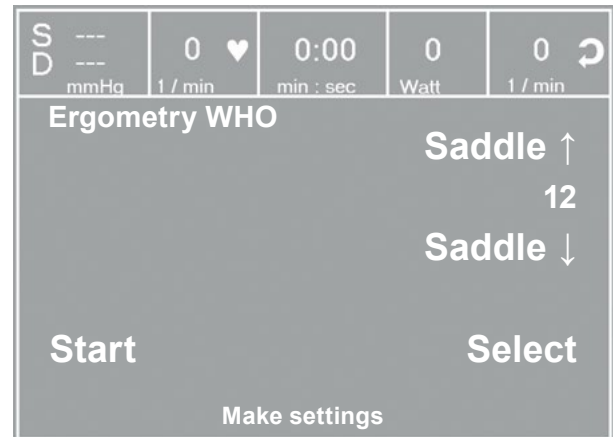 S --- 0 ♥ 0:00 0 0
D ---
mmHg 1 / min min : sec Watt 1 / min
Ergometry WHO
Saddle ↑
12
Saddle ↓
Start Select
Make settings